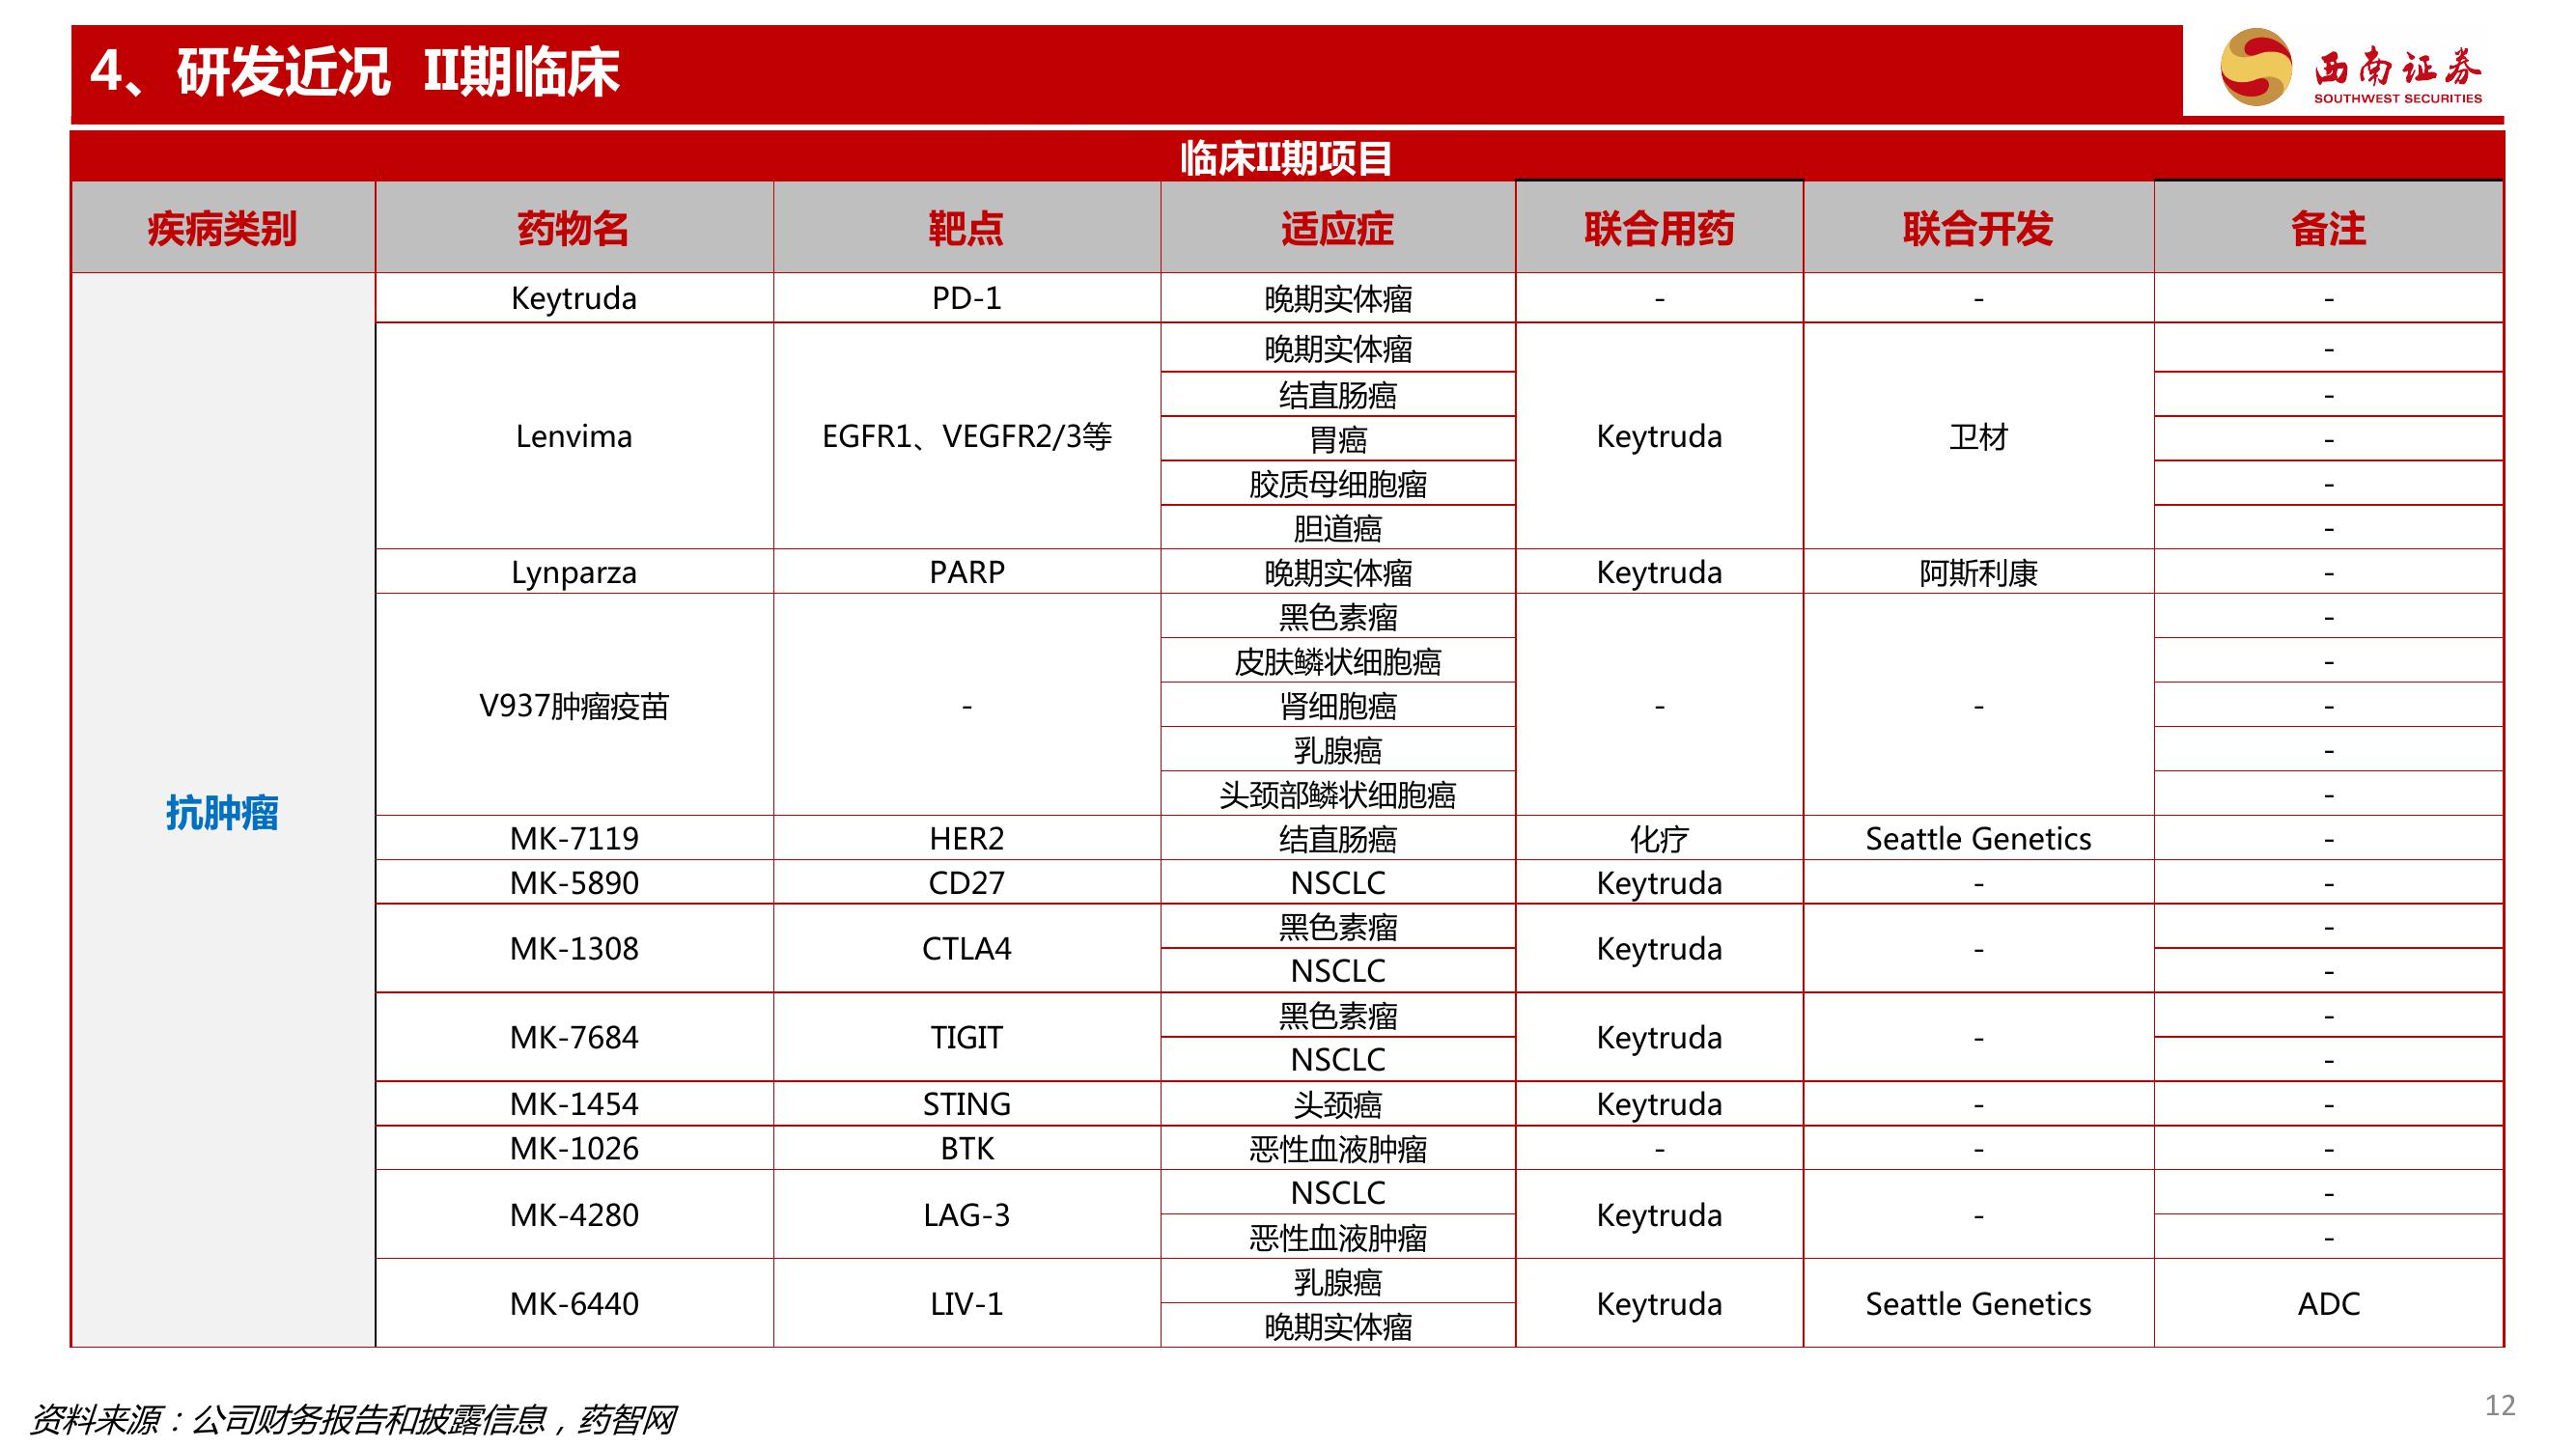 4、研发近况 II期临床
西南证券
SOUTHWEST SECURITIES
临床II期项目
疾病类别 药物名 靶点 适应症 联合用药 联合开发 备注
抗肿瘤
Keytruda PD-1 晚期实体瘤 - - -
Lenvima EGFR1、VEGFR2/3等 晚期实体瘤 Keytruda 卫材 -
结直肠癌 -
胃癌 -
胶质母细胞瘤 -
胆道癌 -
Lynparza PARP 晚期实体瘤 Keytruda 阿斯利康 -
V937肿瘤疫苗 - 黑色素瘤 - - -
皮肤鳞状细胞癌 -
肾细胞癌 -
乳腺癌 -
头颈部鳞状细胞癌 -
MK-7119 HER2 结直肠癌 化疗 Seattle Genetics -
MK-5890 CD27 NSCLC Keytruda - -
MK-1308 CTLA4 黑色素瘤 Keytruda - -
NSCLC -
MK-7684 TIGIT 黑色素瘤 Keytruda - -
NSCLC -
MK-1454 STING 头颈癌 Keytruda - -
MK-1026 BTK 恶性血液肿瘤 - - -
MK-4280 LAG-3 NSCLC Keytruda - -
恶性血液肿瘤 -
MK-6440 LIV-1 乳腺癌 Keytruda Seattle Genetics ADC
晚期实体瘤
资料来源：公司财务报告和披露信息，药智网
12